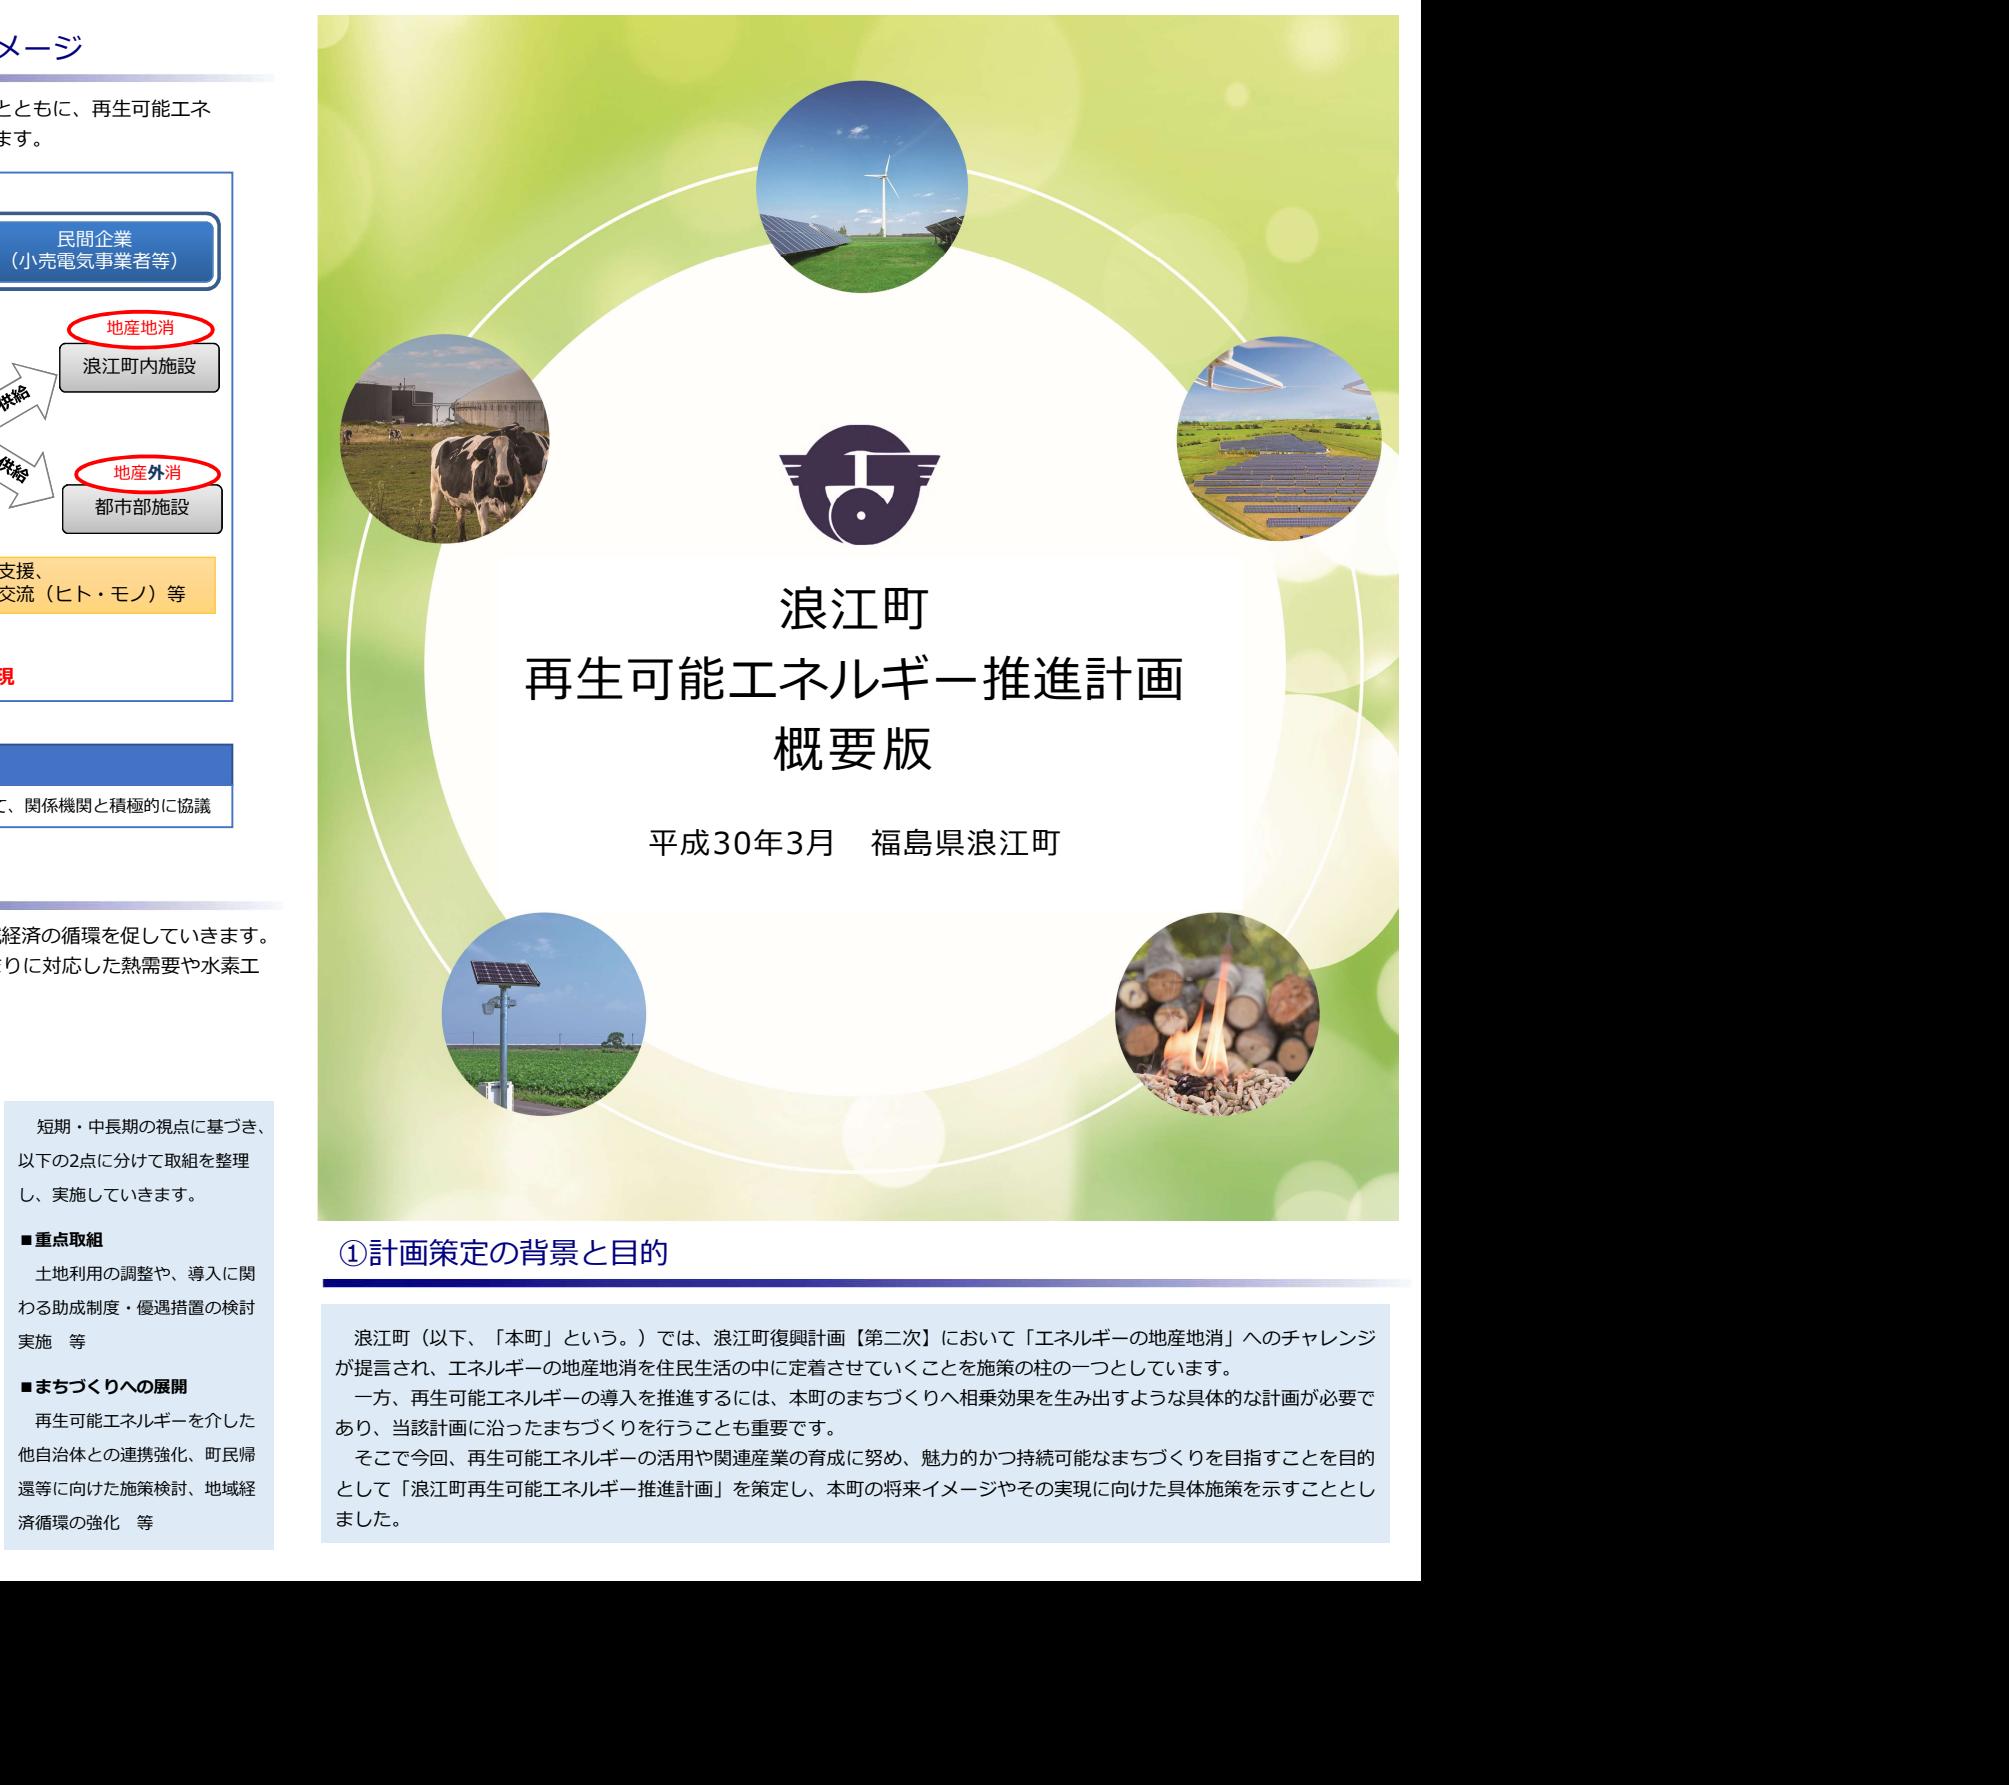 メージ
とともに、再生可能エネ
ます。
民間企業
（小売電気事業者等）
地産地消
浪江町内施設
供給
供給
地産外消
都市部施設
支援、
交流（ヒト・モノ）等
現
て、関係機関と積極的に協議
経済の循環を促していきます。
りに対応した熱需要や水素エ
短期・中長期の視点に基づき、
以下の2点に分けて取組を整理
し、実施していきます。
■重点取組
土地利用の調整や、導入に関
わる助成制度・優遇措置の検討
実施　等
■まちづくりへの展開
再生可能エネルギーを介した
他自治体との連携強化、町民帰
還等に向けた施策検討、地域経
済循環の強化　等
浪江町
再生可能エネルギー推進計画
概要版
平成30年3月　福島県浪江町
①計画策定の背景と目的
浪江町（以下、「本町」という。）では、浪江町復興計画【第二次】において「エネルギーの地産地消」へのチャレンジ
が提言され、エネルギーの地産地消を住民生活の中に定着させていくことを施策の柱の一つとしています。
一方、再生可能エネルギーの導入を推進するには、本町のまちづくりへ相乗効果を生み出すような具体的な計画が必要で
あり、当該計画に沿ったまちづくりを行うことも重要です。
そこで今回、再生可能エネルギーの活用や関連産業の育成に努め、魅力的かつ持続可能なまちづくりを目指すことを目的
として「浪江町再生可能エネルギー推進計画」を策定し、本町の将来イメージやその実現に向けた具体施策を示すこととし
ました。